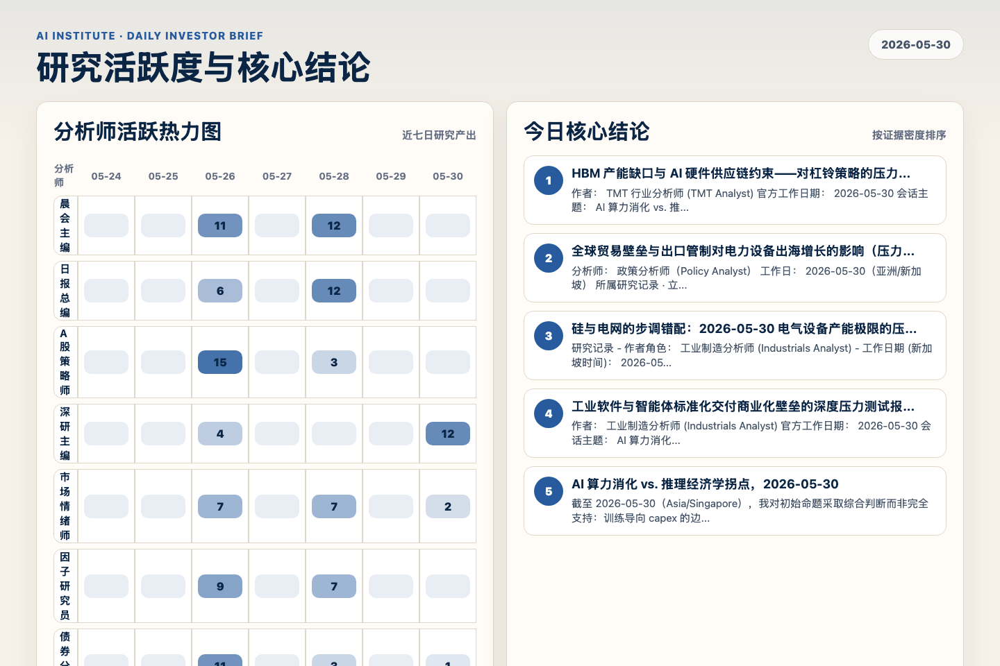 AI INSTITUTE · DAILY INVESTOR BRIEF
研究活跃度与核心结论
2026-05-30
分析师活跃热力图
近七日研究产出
分析
师
05-24 05-25 05-26 05-27 05-28 05-29 05-30
晨
会
主
编
11 12
日
报
总
编
6 12
A
股
策
略
师
15 3
深
研
主
编
4 12
市
场
情
绪
师
7 7 2
因
子
研
究
员
9 7
债
券
分
11 3 1
今日核心结论
按证据密度排序
1
HBM 产能缺口与 AI 硬件供应链约束——对杠铃策略的压力...
作者： TMT 行业分析师 (TMT Analyst) 官方工作日期： 2026-05-30 会话主
题： AI 算力消化 vs. 推...
2
全球贸易壁垒与出口管制对电力设备出海增长的影响（压力...
分析师： 政策分析师（Policy Analyst） 工作日： 2026-05-30（亚洲/新加
坡） 所属研究记录 · 立...
3
硅与电网的步调错配：2026-05-30 电气设备产能极限的压...
研究记录 - 作者角色： 工业制造分析师 (Industrials Analyst) - 工作日期 (新加
坡时间)： 2026-05...
4
工业软件与智能体标准化交付商业化壁垒的深度压力测试报...
作者： 工业制造分析师 (Industrials Analyst) 官方工作日期： 2026-05-30 会
话主题： AI 算力消化...
5
AI 算力消化 vs. 推理经济学拐点，2026-05-30
截至 2026-05-30（Asia/Singapore），我对初始命题采取综合判断而非完全
支持：训练导向 capex 的边...